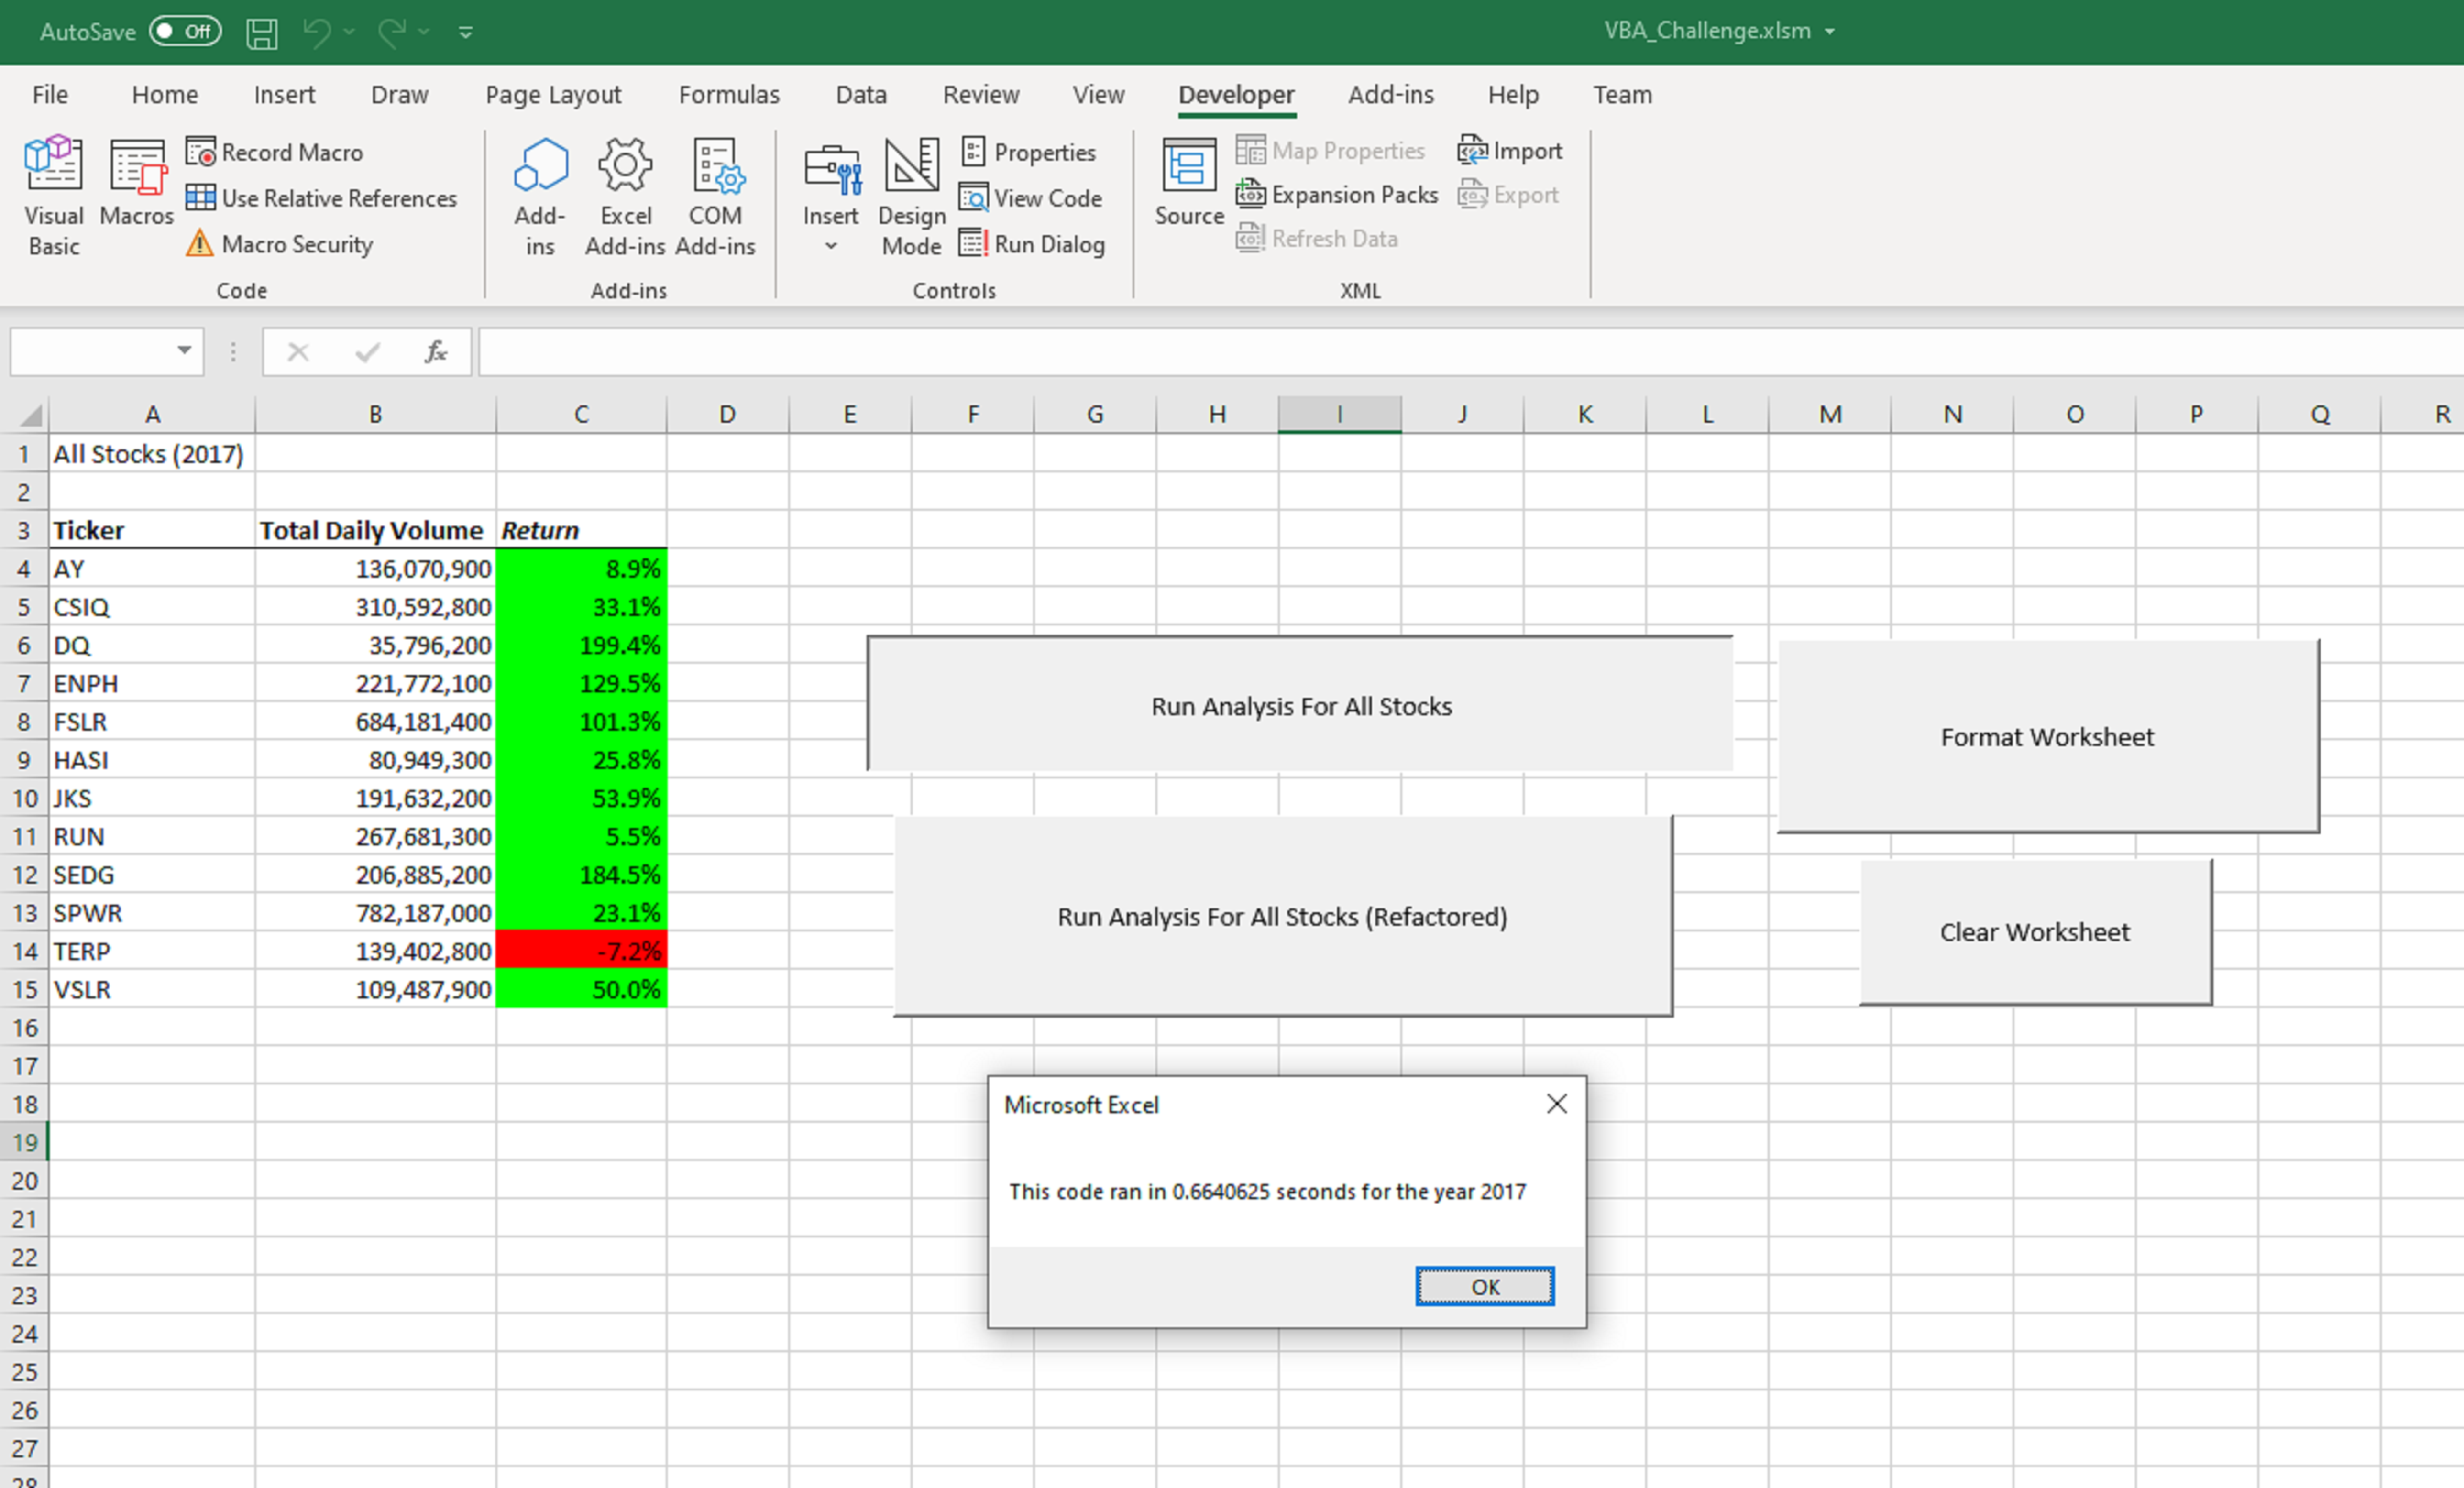 AutoSave Off VBA_Challenge.xlsm
File Home Insert Draw Page Layout Formulas Data Review View Developer Add-ins Help Team
Visual Basic
Macros
Record Macro
Use Relative References
Macro Security
Code
Add-ins
Excel Add-ins
COM Add-ins
Add-ins
Insert
Design Mode
Properties
View Code
Run Dialog
Controls
Source
Map Properties
Expansion Packs
Refresh Data
Import
Export
XML
fx
A B C D E F G H I J K L M N O P Q R
1 All Stocks (2017)
2
3 Ticker Total Daily Volume Return
4 AY 136,070,900 8.9%
5 CSIQ 310,592,800 33.1%
6 DQ 35,796,200 199.4%
7 ENPH 221,772,100 129.5%
8 FSLR 684,181,400 101.3%
9 HASI 80,949,300 25.8%
10 JKS 191,632,200 53.9%
11 RUN 267,681,300 5.5%
12 SEDG 206,885,200 184.5%
13 SPWR 782,187,000 23.1%
14 TERP 139,402,800 -7.2%
15 VSLR 109,487,900 50.0%
16
17
18
19
20
21
22
23
24
25
26
27
28
Run Analysis For All Stocks
Format Worksheet
Run Analysis For All Stocks (Refactored)
Clear Worksheet
Microsoft Excel
This code ran in 0.6640625 seconds for the year 2017
OK